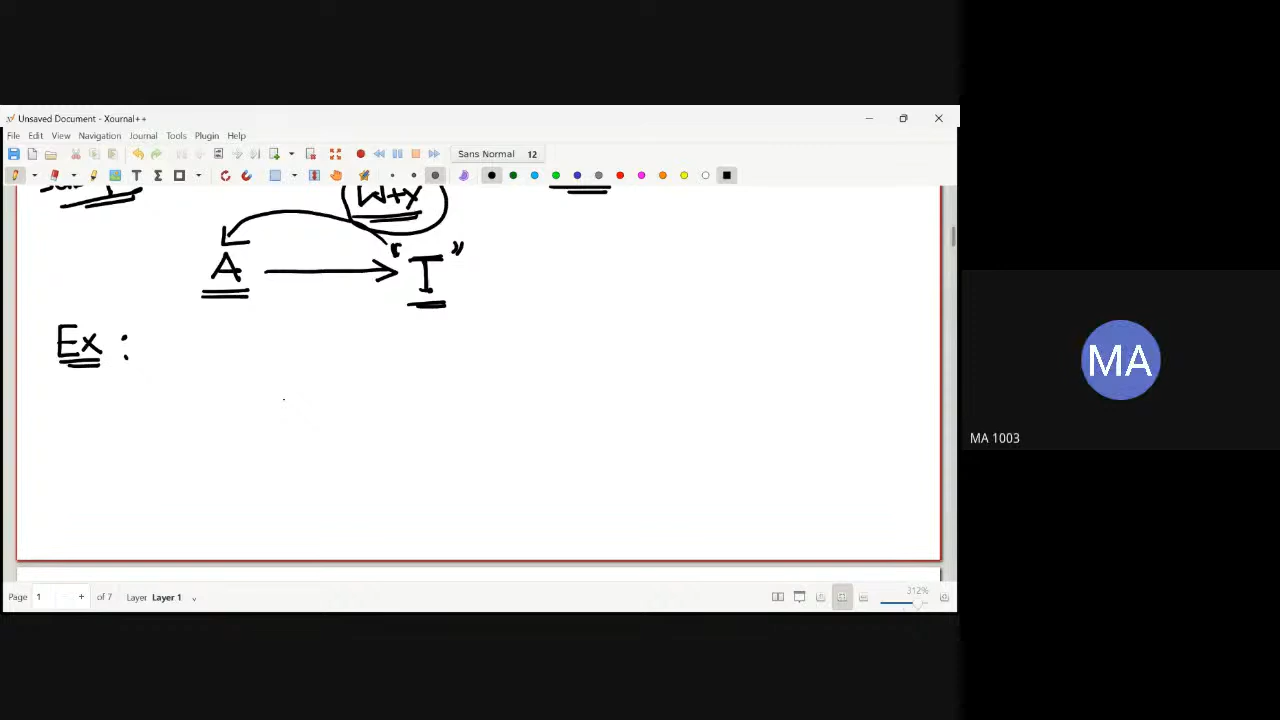 Unsaved Document - Xournal++
File Edit View Navigation Journal Tools Plugin Help
Sans Normal 12
W+y
A → "I"
Ex :
MA
MA 1003
Page 1 + of 7 Layer Layer 1 312%